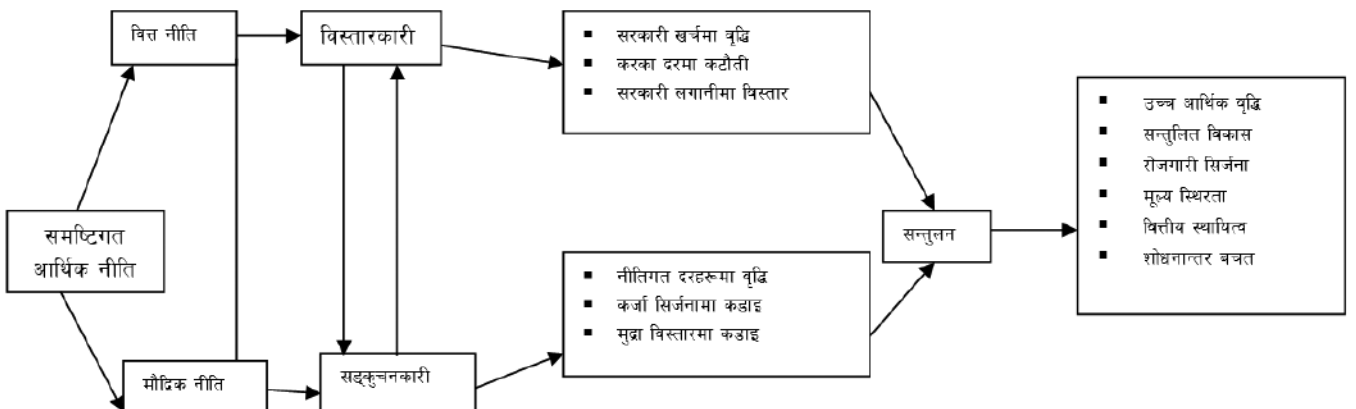 वित्त नीति
विस्तारकारी
सरकारी खर्चमा वृद्धि
करका दरमा कटौती
सरकारी लगानीमा विस्तार
समष्टिगत
आर्थिक नीति
मौद्रिक नीति
सङ्कुचनकारी
नीतिगत दरहरूमा वृद्धि
कर्जा सिर्जनामा कडाइ
मुद्रा विस्तारमा कडाइ
सन्तुलन
उच्च आर्थिक वृद्धि
सन्तुलित विकास
रोजगारी सिर्जना
मूल्य स्थिरता
वित्तीय स्थायित्व
शोधनान्तर बचत